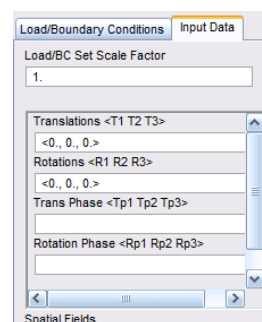 Load/Boundary Conditions Input Data
Load/BC Set Scale Factor
1.
Translations <T1 T2 T3>
<0., 0., 0.>
Rotations <R1 R2 R3>
<0., 0., 0.>
Trans Phase <Tp1 Tp2 Tp3>
Rotation Phase <Rp1 Rp2 Rp3>
Spatial Fields